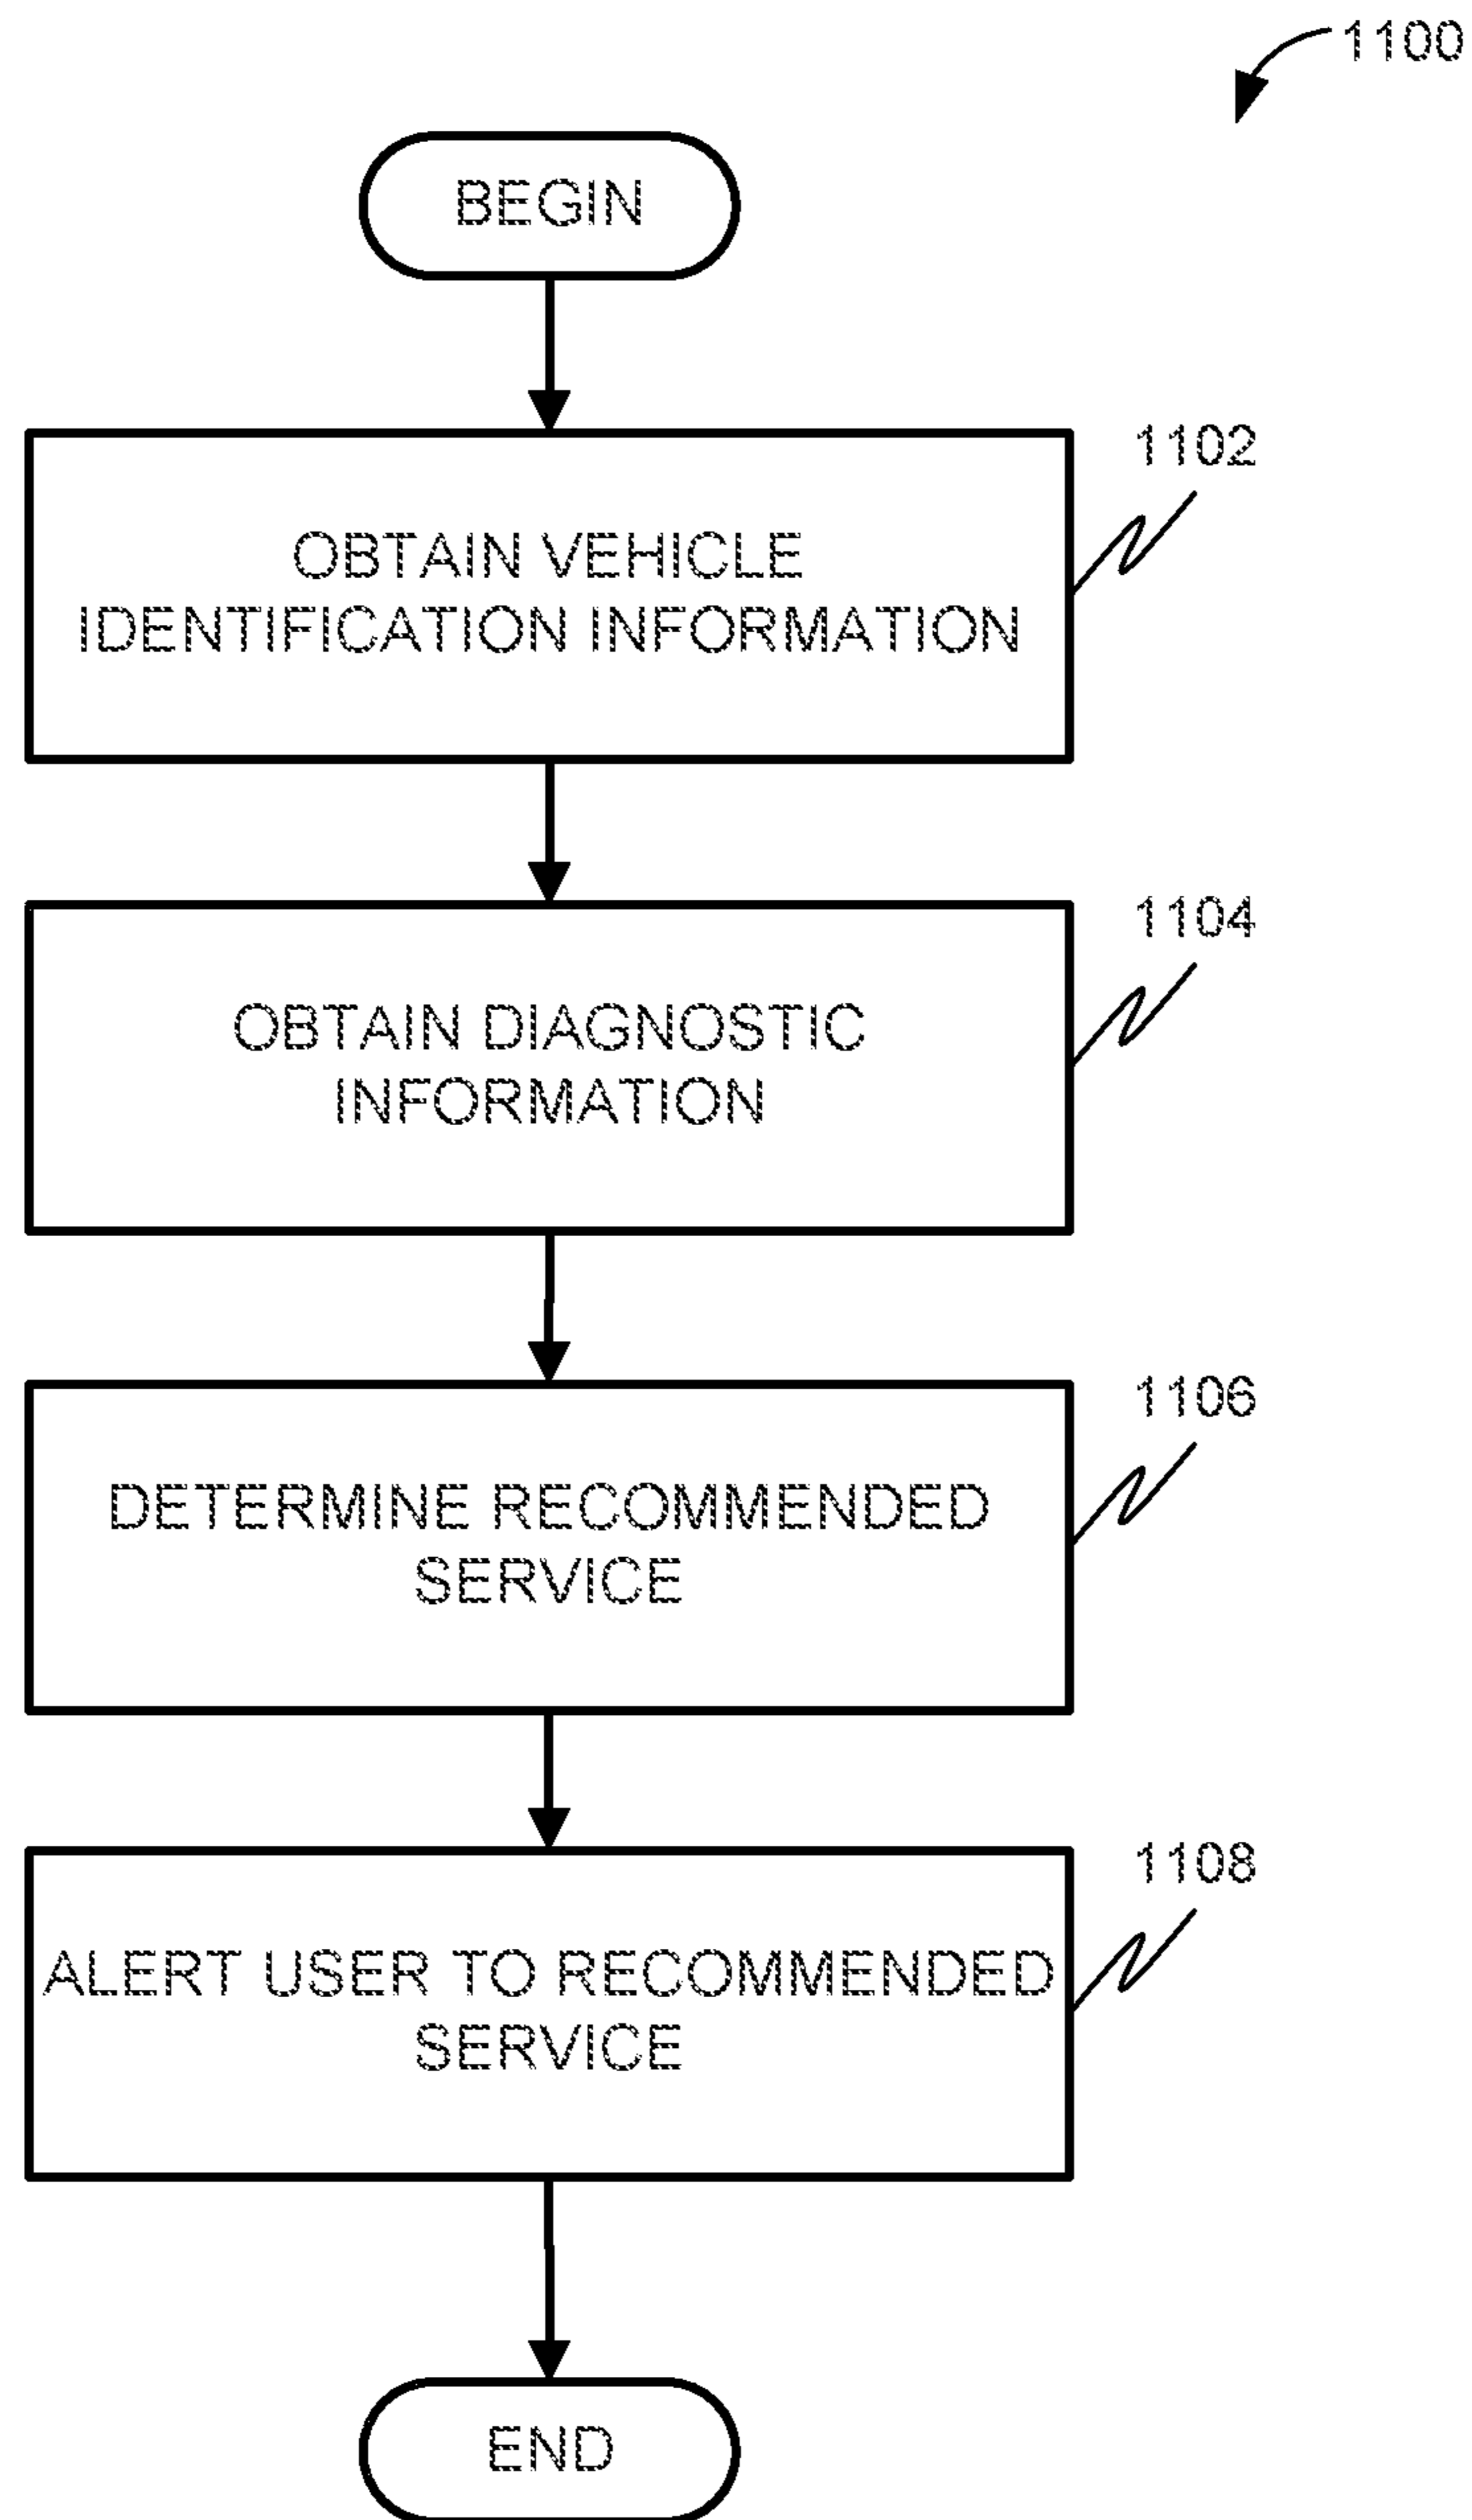 1100
BEGIN
1102
OBTAIN VEHICLE
IDENTIFICATION INFORMATION
1104
OBTAIN DIAGNOSTIC
INFORMATION
1106
DETERMINE RECOMMENDED
SERVICE
1108
ALERT USER TO RECOMMENDED
SERVICE
END